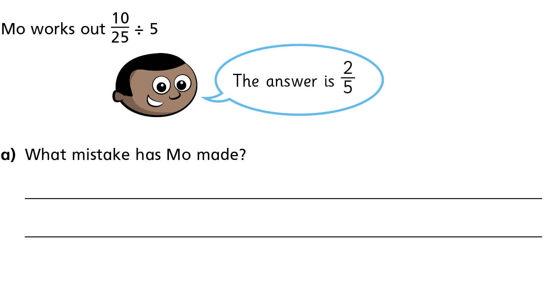 Mo works out 10/25 ÷ 5
The answer is 2/5
a) What mistake has Mo made?